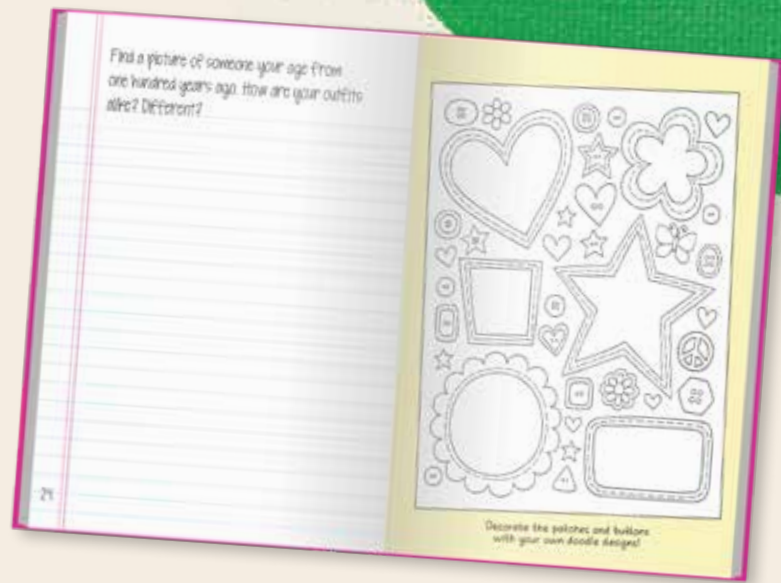 Find a picture of someone your age from
one hundred years ago. How are your outfits
alike? Different?
24
Decorate the patches and buttons
with your own doodle designs!